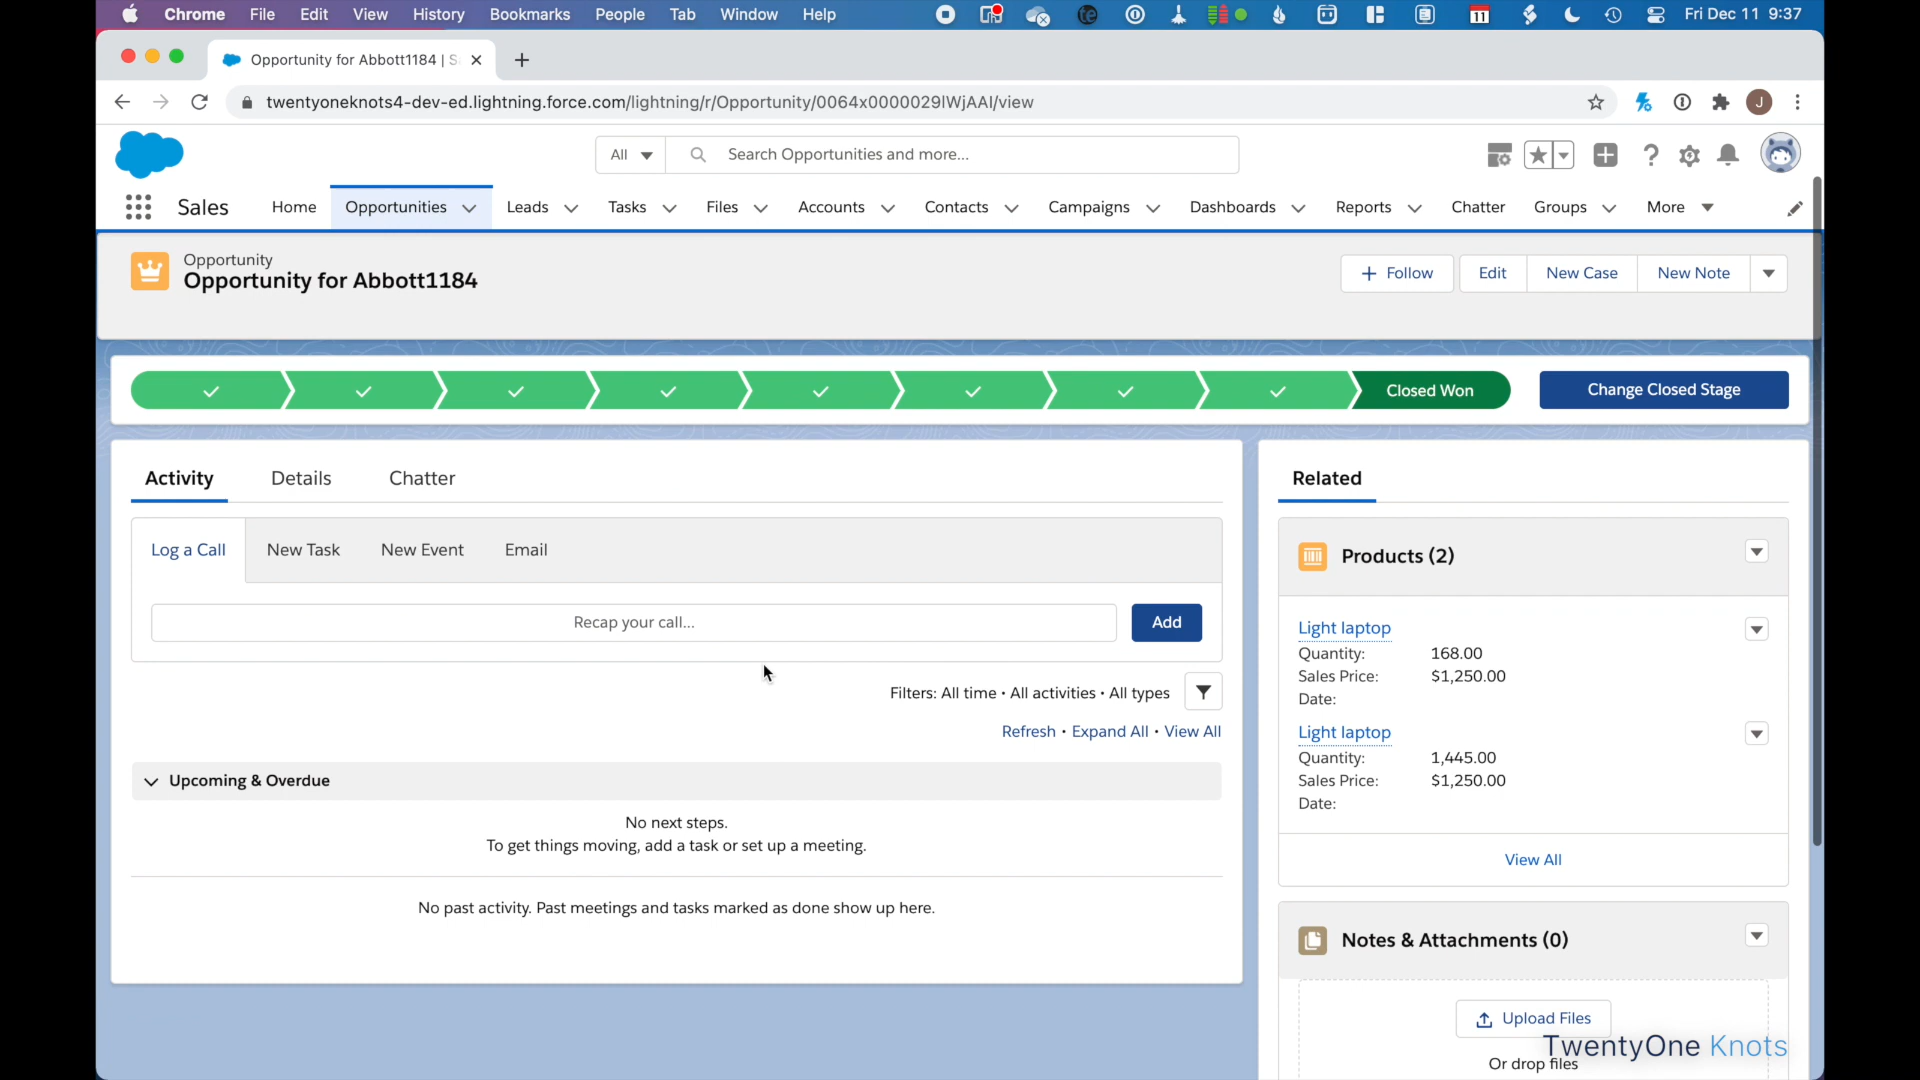 Chrome File Edit View History Bookmarks People Tab Window Help
11
Fri Dec 11 9:37
Opportunity for Abbott1184 | S
twentyoneknots4-dev-ed.lightning.force.com/lightning/r/Opportunity/0064x0000029IWjAAI/view
J
All
Search Opportunities and more...
Sales Home Opportunities Leads Tasks Files Accounts Contacts Campaigns Dashboards Reports Chatter Groups More
Opportunity
Opportunity for Abbott1184
Follow Edit New Case New Note
Closed Won
Change Closed Stage
Activity Details Chatter
Log a Call New Task New Event Email
Recap your call...
Add
Filters: All time • All activities • All types
Refresh • Expand All • View All
Upcoming & Overdue
No next steps.
To get things moving, add a task or set up a meeting.
No past activity. Past meetings and tasks marked as done show up here.
Related
Products (2)
Light laptop
Quantity: 168.00
Sales Price: $1,250.00
Date:
Light laptop
Quantity: 1,445.00
Sales Price: $1,250.00
Date:
View All
Notes & Attachments (0)
Upload Files
Or drop files
TwentyOne Knots